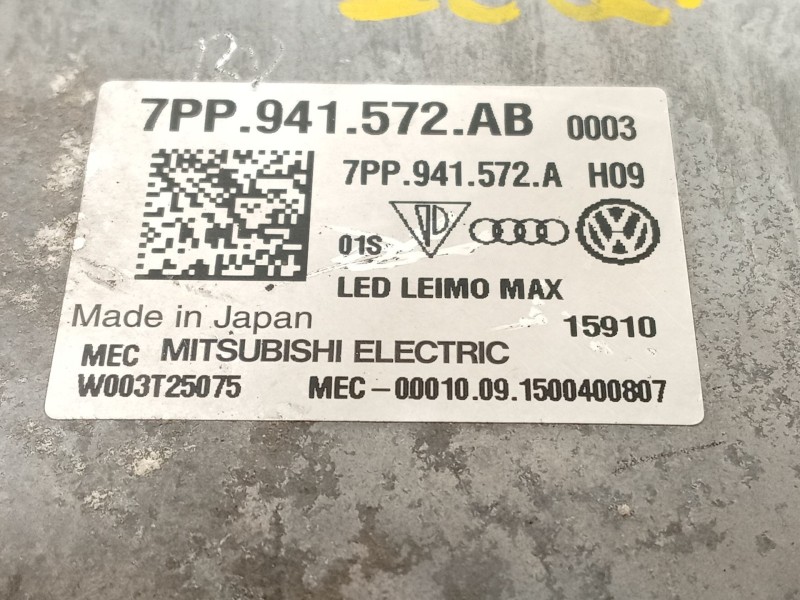 7PP.941.572.AB 0003
7PP.941.572.A H09
01S
LED LEIMO MAX
Made in Japan 15910
MEC MITSUBISHI ELECTRIC
W003T25075 MEC-00010.09.1500400807